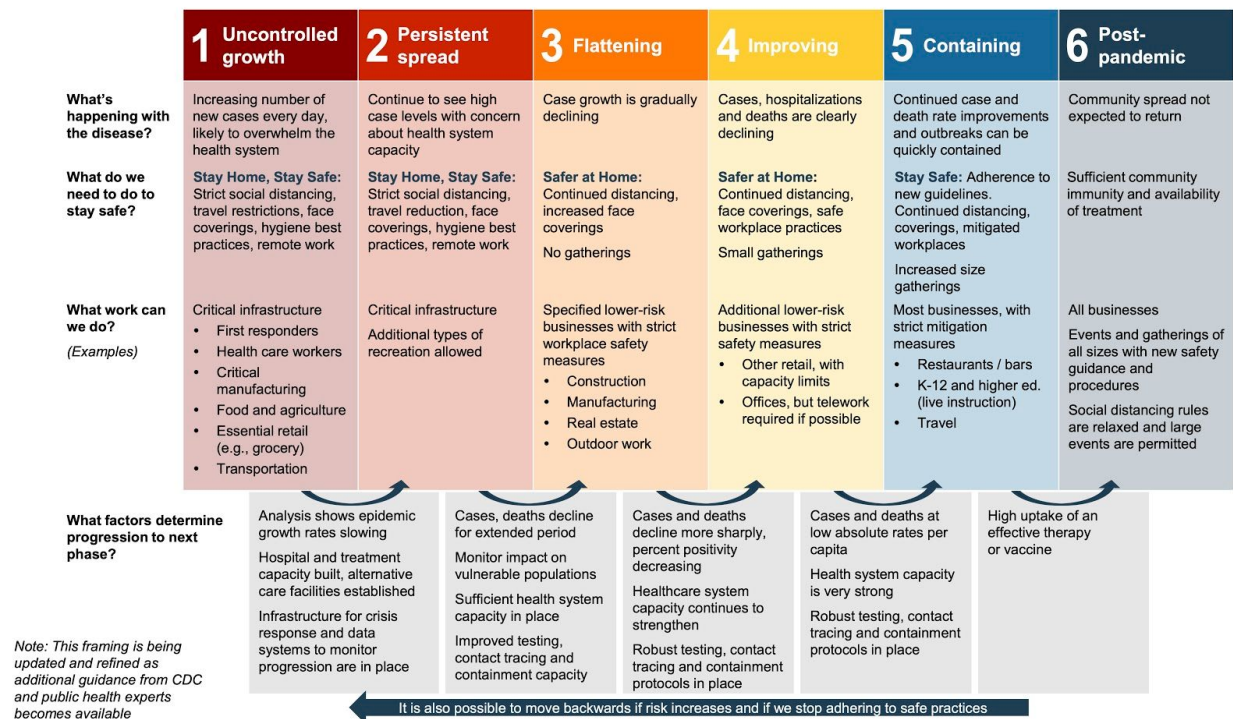 1 Uncontrolled
growth
2 Persistent
spread
3 Flattening
4 Improving
5 Containing
6 Post-
pandemic
What's
happening with
the disease?
Increasing number of
new cases every day,
likely to overwhelm the
health system
Continue to see high
case levels with concern
about health system
capacity
Case growth is gradually
declining
Cases, hospitalizations
and deaths are clearly
declining
Continued case and
death rate improvements
and outbreaks can be
quickly contained
Community spread not
expected to return
What do we
need to do to
stay safe?
Stay Home, Stay Safe:
Strict social distancing,
travel restrictions, face
coverings, hygiene best
practices, remote work
Stay Home, Stay Safe:
Strict social distancing,
travel reduction, face
coverings, hygiene best
practices, remote work
Safer at Home:
Continued distancing,
increased face
coverings
No gatherings
Safer at Home:
Continued distancing,
face coverings, safe
workplace practices
Small gatherings
Stay Safe: Adherence to
new guidelines.
Continued distancing,
coverings, mitigated
workplaces
Increased size
gatherings
Sufficient community
immunity and availability
of treatment
What work can
we do?
(Examples)
Critical infrastructure
• First responders
• Health care workers
• Critical
manufacturing
• Food and agriculture
• Essential retail
(e.g., grocery)
• Transportation
Critical infrastructure
Additional types of
recreation allowed
Specified lower-risk
businesses with strict
workplace safety
measures
• Construction
• Manufacturing
• Real estate
• Outdoor work
Additional lower-risk
businesses with strict
safety measures
• Other retail, with
capacity limits
• Offices, but telework
required if possible
Most businesses, with
strict mitigation
measures
• Restaurants / bars
• K-12 and higher ed.
(live instruction)
• Travel
All businesses
Events and gatherings of
all sizes with new safety
guidance and
procedures
Social distancing rules
are relaxed and large
events are permitted
What factors determine
progression to next
phase?
Analysis shows epidemic
growth rates slowing
Hospital and treatment
capacity built, alternative
care facilities established
Infrastructure for crisis
response and data
systems to monitor
progression are in place
Cases, deaths decline
for extended period
Monitor impact on
vulnerable populations
Sufficient health system
capacity in place
Improved testing,
contact tracing and
containment capacity
Cases and deaths
decline more sharply,
percent positivity
decreasing
Healthcare system
capacity continues to
strengthen
Robust testing, contact
tracing and containment
protocols in place
Cases and deaths at
low absolute rates per
capita
Health system capacity
is very strong
Robust testing, contact
tracing and containment
protocols in place
High uptake of an
effective therapy
or vaccine
Note: This framing is being
updated and refined as
additional guidance from CDC
and public health experts
becomes available
It is also possible to move backwards if risk increases and if we stop adhering to safe practices